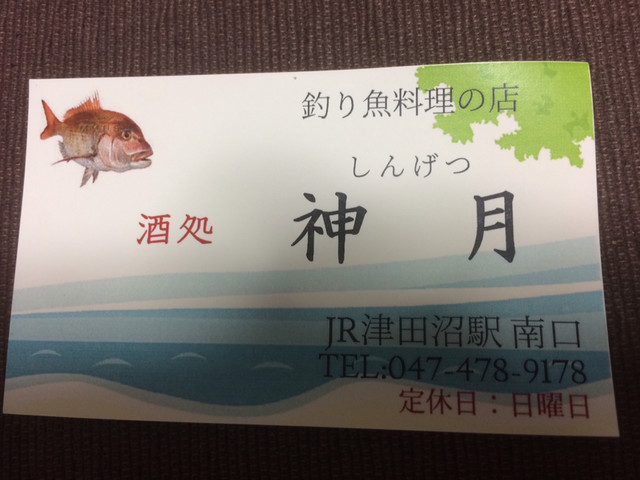 釣り魚料理の店
しんげつ
酒処 神月
JR津田沼駅 南口
TEL:047-478-9178
定休日：日曜日